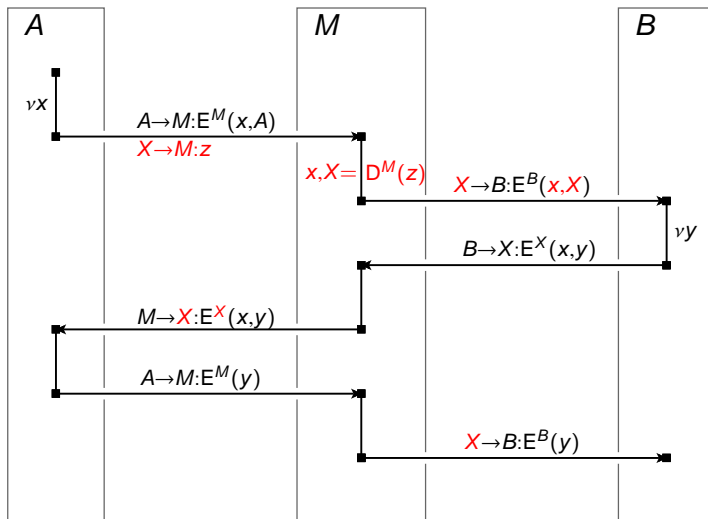 A M B
νx
A→M:E^M(x,A)
X→M:z
x,X= D^M(z)
X→B:E^B(x,X)
νy
B→X:E^X(x,y)
M→X:E^X(x,y)
A→M:E^M(y)
X→B:E^B(y)